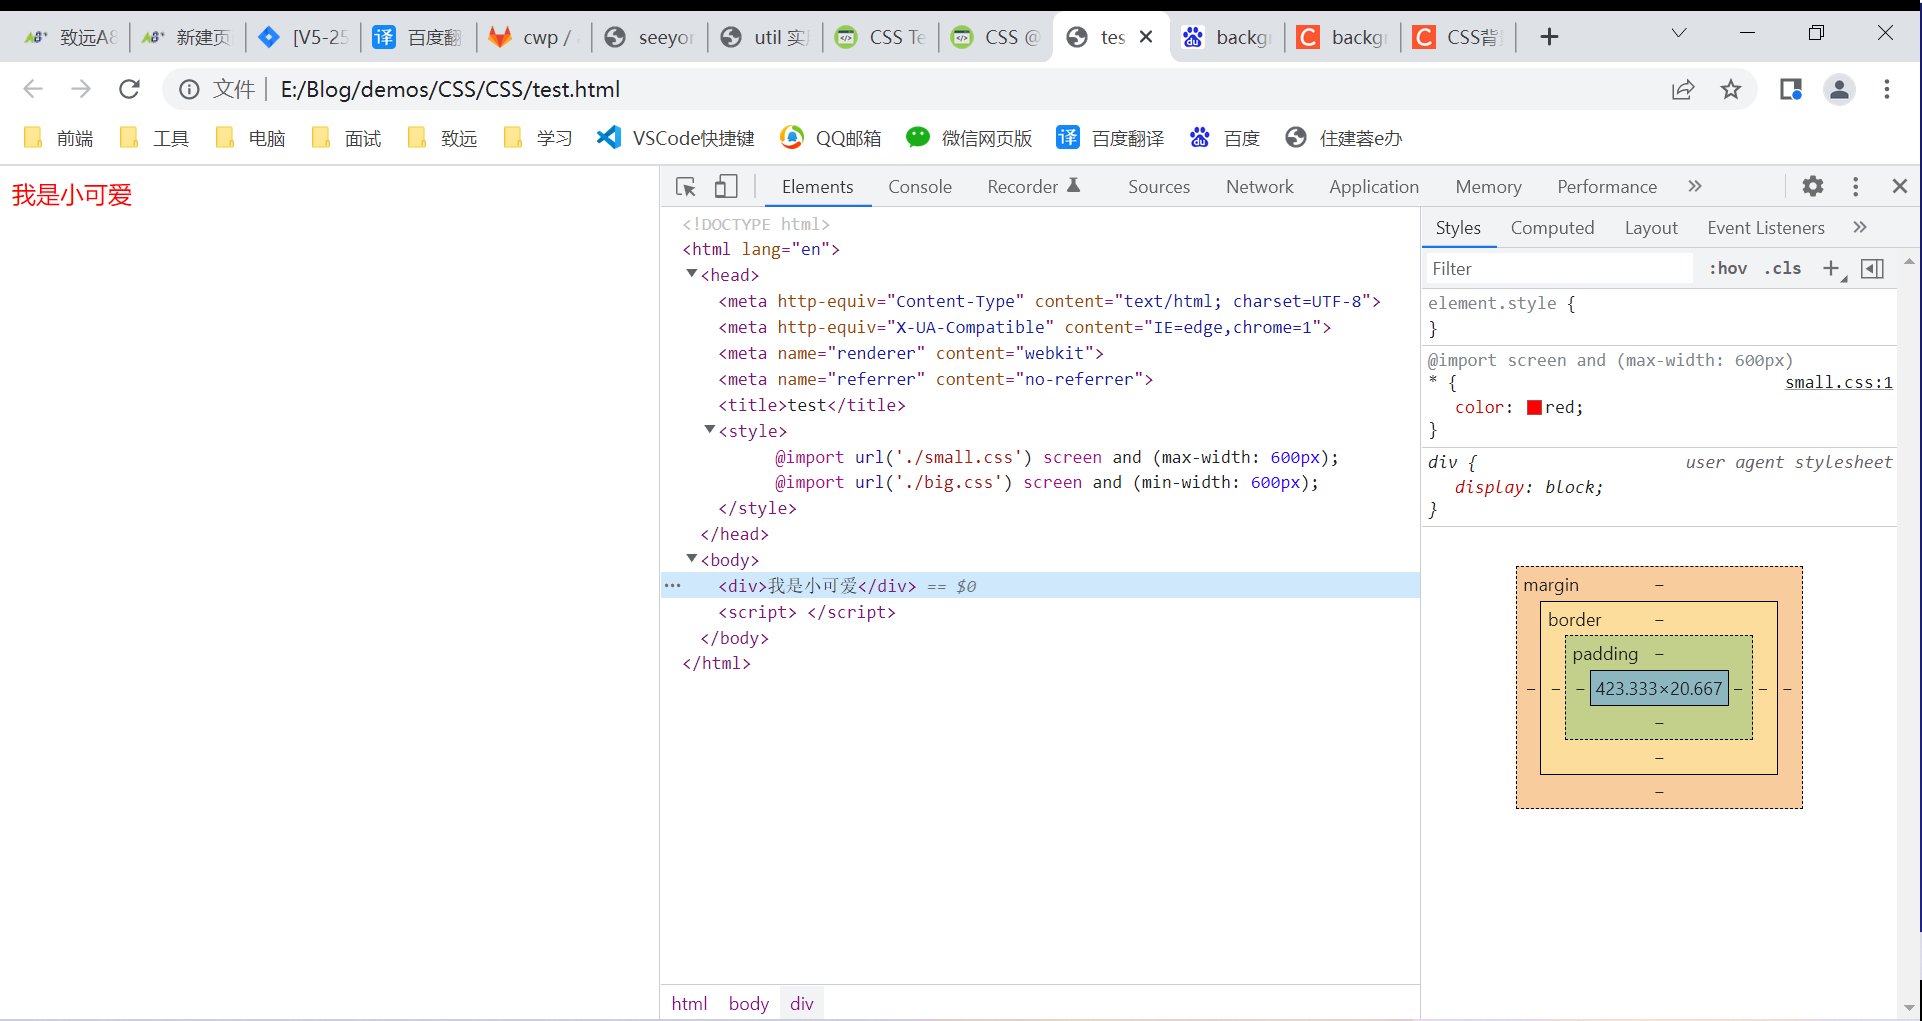 致远A8 新建页 [V5-25 百度翻 cwp / seeyor util 实 CSS Te CSS @ tes backg backg CSS背
文件 E:/Blog/demos/CSS/CSS/test.html
前端 工具 电脑 面试 致远 学习 VSCode快捷键 QQ邮箱 微信网页版 译 百度翻译 百度 住建蓉e办
我是小可爱
Elements Console Recorder Sources Network Application Memory Performance »
<!DOCTYPE html>
<html lang="en">
<head>
<meta http-equiv="Content-Type" content="text/html; charset=UTF-8">
<meta http-equiv="X-UA-Compatible" content="IE=edge,chrome=1">
<meta name="renderer" content="webkit">
<meta name="referrer" content="no-referrer">
<title>test</title>
<style>
@import url('./small.css') screen and (max-width: 600px);
@import url('./big.css') screen and (min-width: 600px);
</style>
</head>
<body>
<div>我是小可爱</div> == $0
<script> </script>
</body>
</html>
html body div
Styles Computed Layout Event Listeners »
Filter :hov .cls
element.style {
}
@import screen and (max-width: 600px)
* { small.css:1
color: red;
}
div { user agent stylesheet
display: block;
}
margin –
border –
padding –
– – – 423.333×20.667 – – –
–
–
–